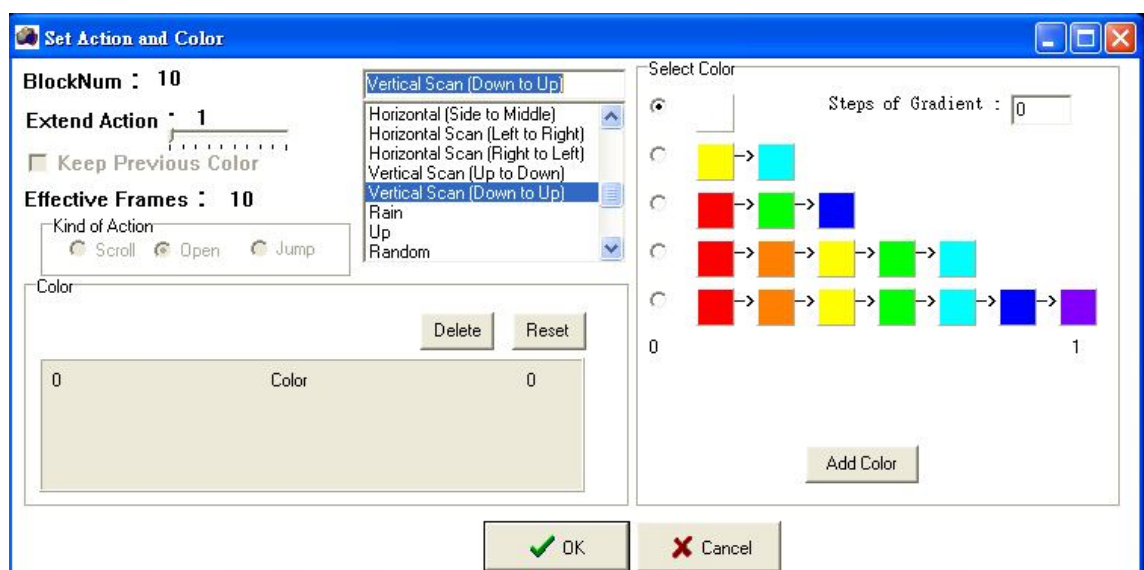 Set Action and Color
BlockNum : 10
Extend Action : 1
Keep Previous Color
Effective Frames : 10
Kind of Action
Scroll Open Jump
Vertical Scan (Down to Up)
Horizontal (Side to Middle)
Horizontal Scan (Left to Right)
Horizontal Scan (Right to Left)
Vertical Scan (Up to Down)
Vertical Scan (Down to Up)
Rain
Up
Random
Color
Delete Reset
0 Color 0
Select Color
Steps of Gradient : 0
->
-> ->
-> -> -> ->
-> -> -> -> -> ->
0 1
Add Color
OK Cancel